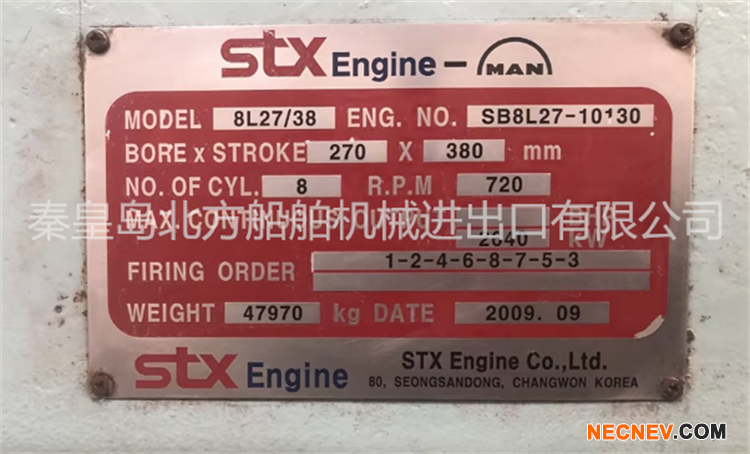 STX Engine – MAN
MODEL 8L27/38 ENG. NO. SB8L27-10130
BORE x STROKE 270 X 380 mm
NO. OF CYL. 8 R.P.M 720
秦皇岛北方船舶机械进出口有限公司
MAX. 2640 KW
FIRING ORDER 1-2-4-6-8-7-5-3
WEIGHT 47970 kg DATE 2009. 09
STX Engine STX Engine Co.,Ltd.
80, SEONGSANDONG, CHANGWON KOREA
NECNEV.COM